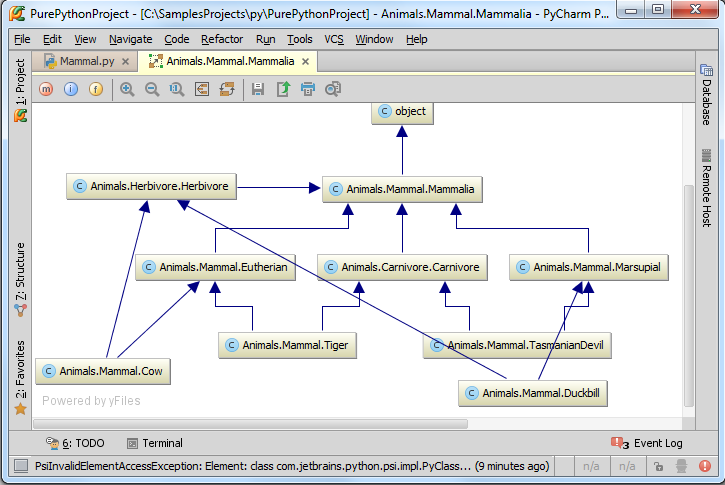 PurePythonProject - [C:\SamplesProjects\py\PurePythonProject] - Animals.Mammal.Mammalia - PyCharm P...
File Edit View Navigate Code Refactor Run Tools VCS Window Help
Mammal.py Animals.Mammal.Mammalia
1: Project
7: Structure
2: Favorites
m i f
1:1
Database
Remote Host
C object
C Animals.Herbivore.Herbivore C Animals.Mammal.Mammalia
C Animals.Mammal.Eutherian C Animals.Carnivore.Carnivore C Animals.Mammal.Marsupial
C Animals.Mammal.Tiger C Animals.Mammal.TasmanianDevil
C Animals.Mammal.Cow
C Animals.Mammal.Duckbill
Powered by yFiles
6: TODO Terminal 3 Event Log
PsiInvalidElementAccessException: Element: class com.jetbrains.python.psi.impl.PyClass... (9 minutes ago) n/a n/a